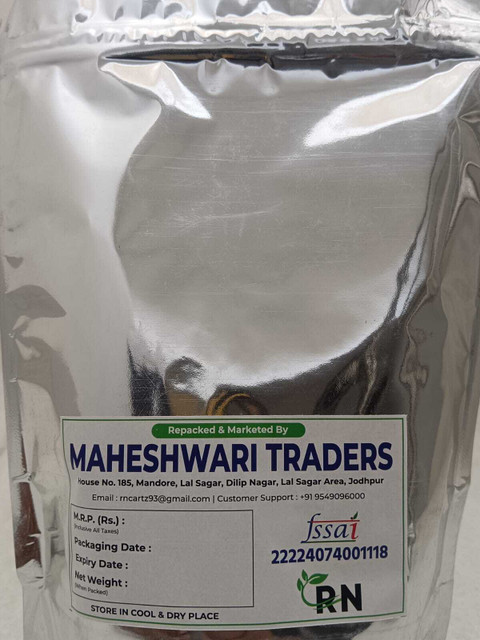 Repacked & Marketed By
MAHESHWARI TRADERS
House No. 185, Mandore, Lal Sagar, Dilip Nagar, Lal Sagar Area, Jodhpur
Email : rncartz93@gmail.com | Customer Support : +91 9549096000
M.R.P. (Rs.) :
(Inclusive All Taxes)
Packaging Date :
Expiry Date :
Net Weight :
(When Packed)
fssai
22224074001118
RN
STORE IN COOL & DRY PLACE